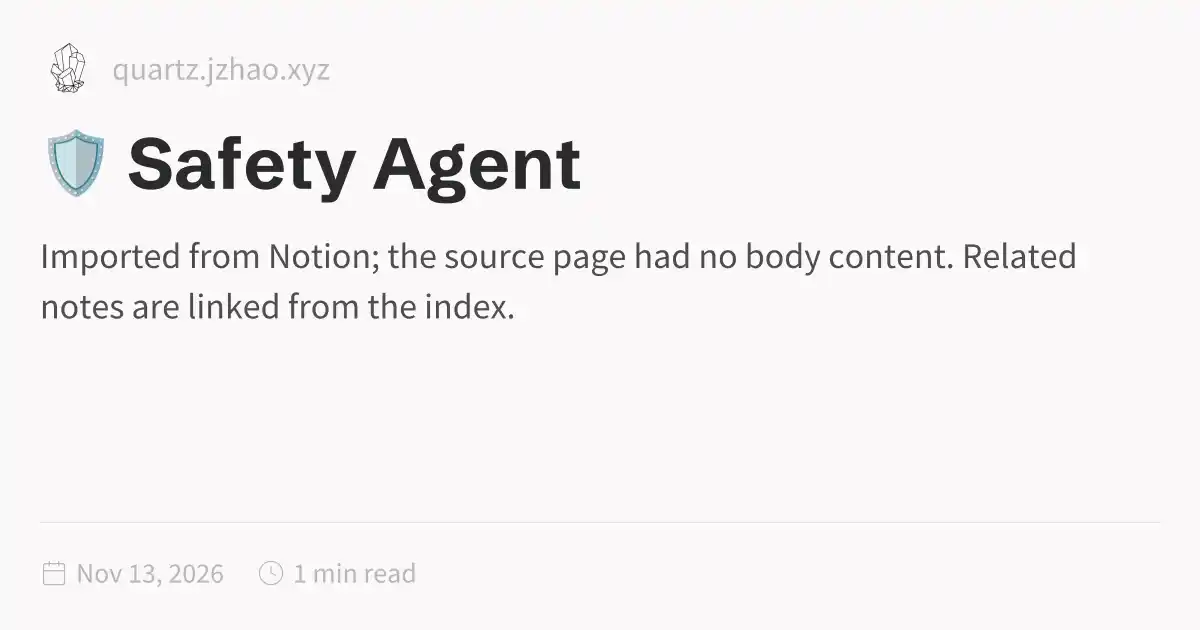 quartz.jzhao.xyz
🛡️ Safety Agent
Imported from Notion; the source page had no body content. Related
notes are linked from the index.
Nov 13, 2026 1 min read